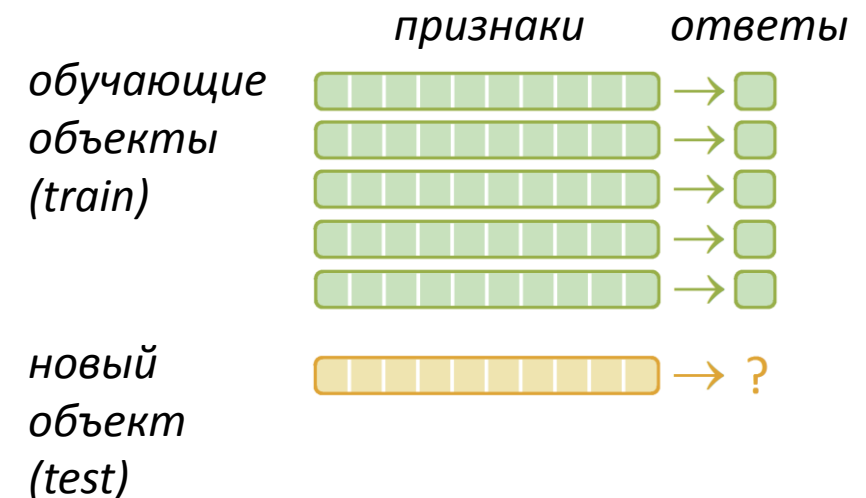 признаки ответы
обучающие
объекты
(train)
новый
объект
(test)
?